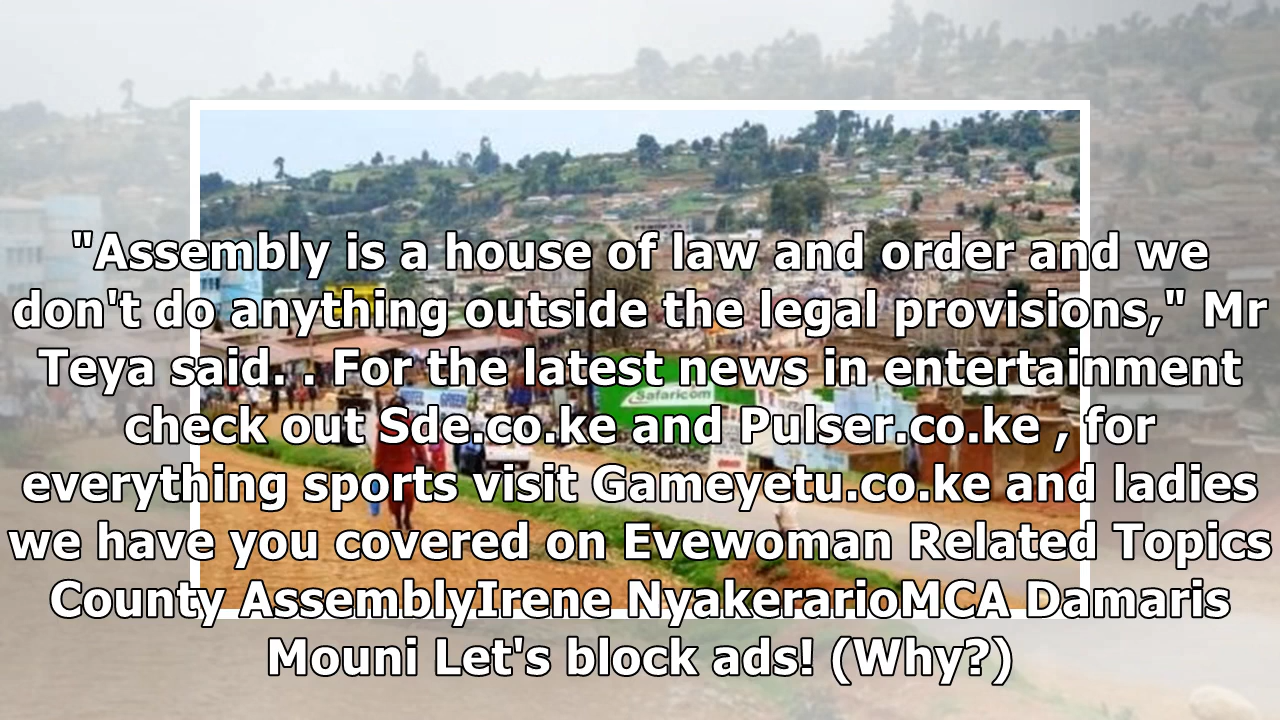 "Assembly is a house of law and order and we
don't do anything outside the legal provisions," Mr
Teya said. . For the latest news in entertainment
check out Sde.co.ke and Pulser.co.ke , for
everything sports visit Gameyetu.co.ke and ladies
we have you covered on Evewoman Related Topics
County AssemblyIrene NyakerarioMCA Damaris
Mouni Let's block ads! (Why?)
Safaricom